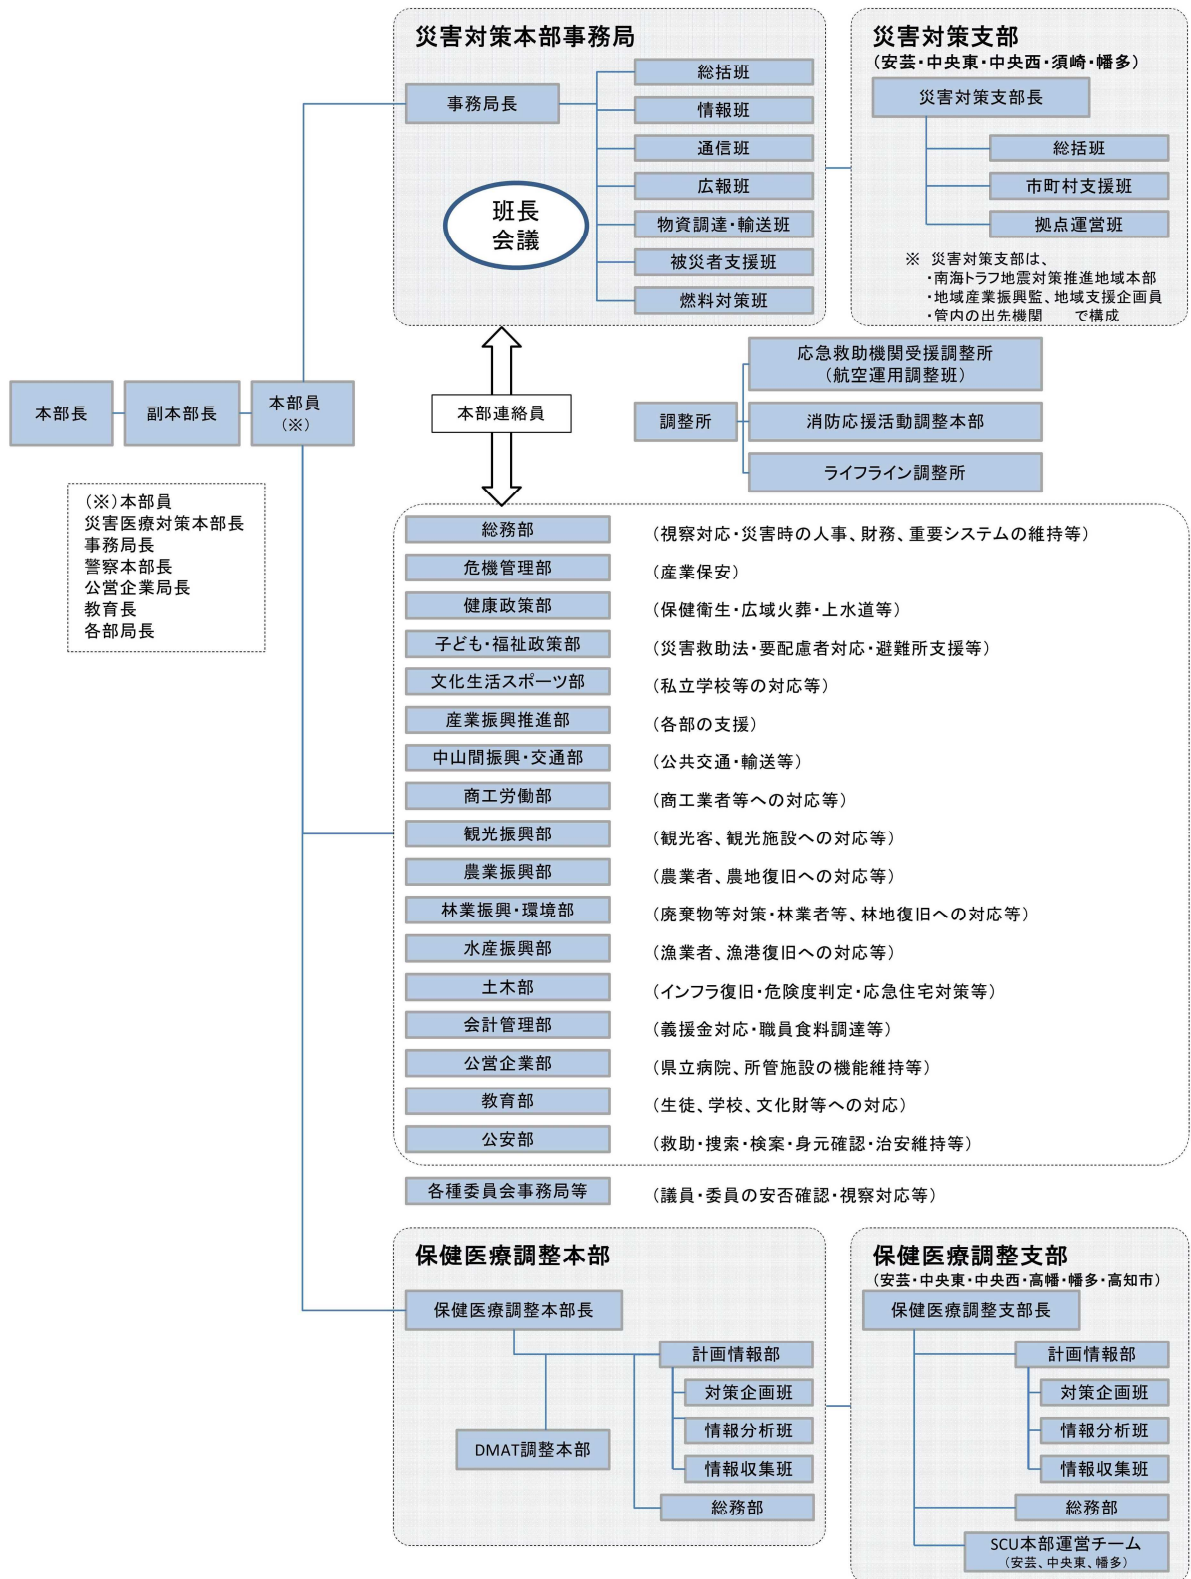 災害対策本部事務局
事務局長
総括班
情報班
通信班
広報班
物資調達・輸送班
被災者支援班
燃料対策班
班長
会議
災害対策支部
(安芸・中央東・中央西・須崎・幡多)
災害対策支部長
総括班
市町村支援班
拠点運営班
※ 災害対策支部は、
・南海トラフ地震対策推進地域本部
・地域産業振興監、地域支援企画員
・管内の出先機関 で構成
本部長
副本部長
本部員
(※)
本部連絡員
調整所
応急救助機関受援調整所
(航空運用調整班)
消防応援活動調整本部
ライフライン調整所
(※)本部員
災害医療対策本部長
事務局長
警察本部長
公営企業局長
教育長
各部局長
総務部 (視察対応・災害時の人事、財務、重要システムの維持等)
危機管理部 (産業保安)
健康政策部 (保健衛生・広域火葬・上水道等)
子ども・福祉政策部 (災害救助法・要配慮者対応・避難所支援等)
文化生活スポーツ部 (私立学校等の対応等)
産業振興推進部 (各部の支援)
中山間振興・交通部 (公共交通・輸送等)
商工労働部 (商工業者等への対応等)
観光振興部 (観光客、観光施設への対応等)
農業振興部 (農業者、農地復旧への対応等)
林業振興・環境部 (廃棄物等対策・林業者等、林地復旧への対応等)
水産振興部 (漁業者、漁港復旧への対応等)
土木部 (インフラ復旧・危険度判定・応急住宅対策等)
会計管理部 (義援金対応・職員食料調達等)
公営企業部 (県立病院、所管施設の機能維持等)
教育部 (生徒、学校、文化財等への対応)
公安部 (救助・捜索・検案・身元確認・治安維持等)
各種委員会事務局等 (議員・委員の安否確認・視察対応等)
保健医療調整本部
保健医療調整本部長
計画情報部
対策企画班
情報分析班
情報収集班
DMAT調整本部
総務部
保健医療調整支部
(安芸・中央東・中央西・高幡・幡多・高知市)
保健医療調整支部長
計画情報部
対策企画班
情報分析班
情報収集班
総務部
SCU本部運営チーム
(安芸、中央東、幡多)